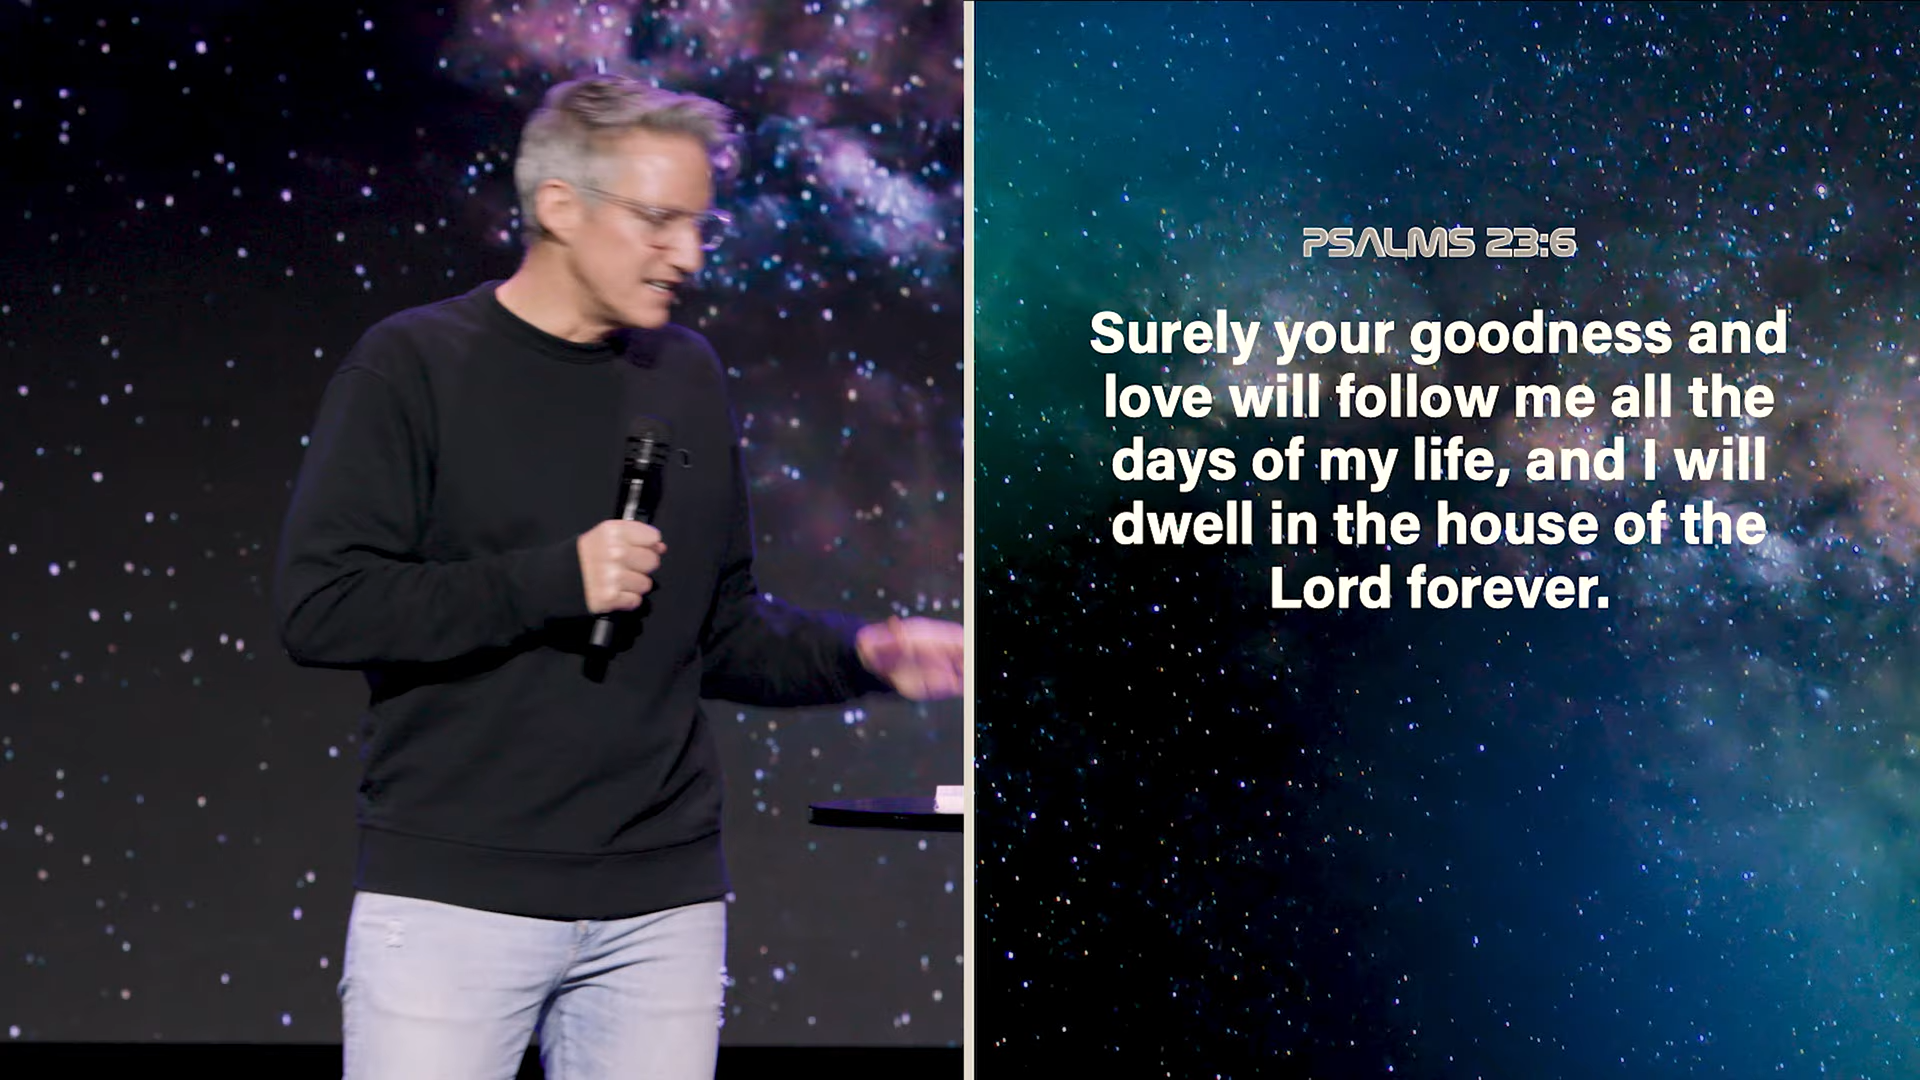 PSALMS 23:6
Surely your goodness and
love will follow me all the
days of my life, and I will
dwell in the house of the
Lord forever.